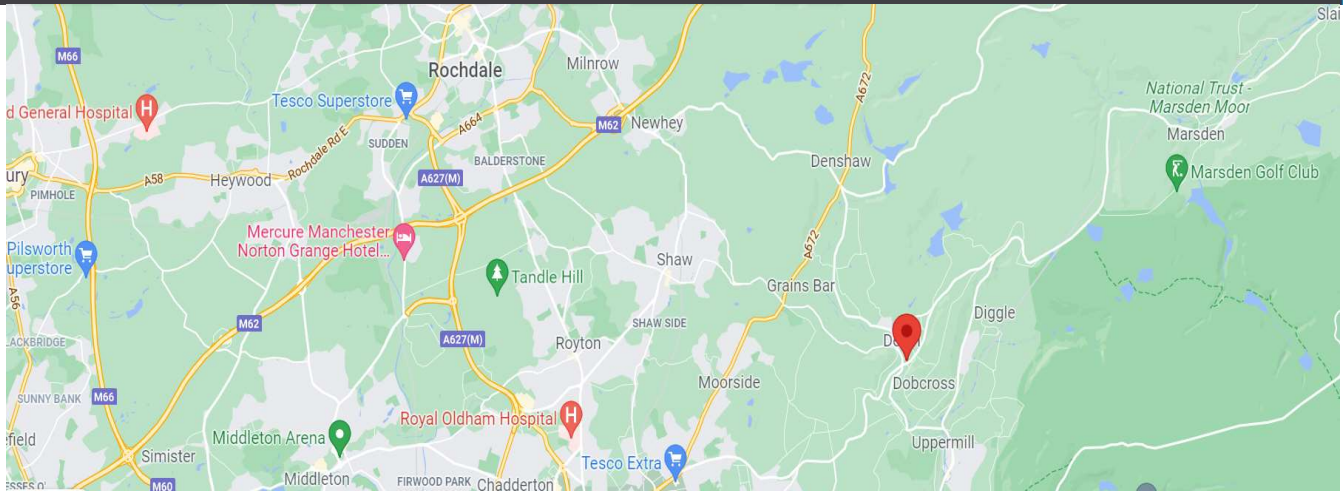 Slai
M66
Rochdale
Milnrow
A672
National Trust -
Marsden Moor
Marsden
d General Hospital
H
Tesco Superstore
A664
M62
Newhey
SUDDEN
Rochdale Rd E
BALDERSTONE
Denshaw
Marsden Golf Club
ury
A58
Heywood
A627(M)
PIMHOLE
Mercure Manchester
Norton Grange Hotel...
Pilsworth
uperstore
A672
Shaw
Tandle Hill
Grains Bar
A56
M62
SHAW SIDE
Diggle
ACKBRIDGE
A627(M)
Royton
Moorside
Dobcross
SUNNY BANK
M66
Royal Oldham Hospital
H
efield
Middleton Arena
Uppermill
Simister
Tesco Extra
Middleton
FIRWOOD PARK
Chadderton
ESSES O'
M60